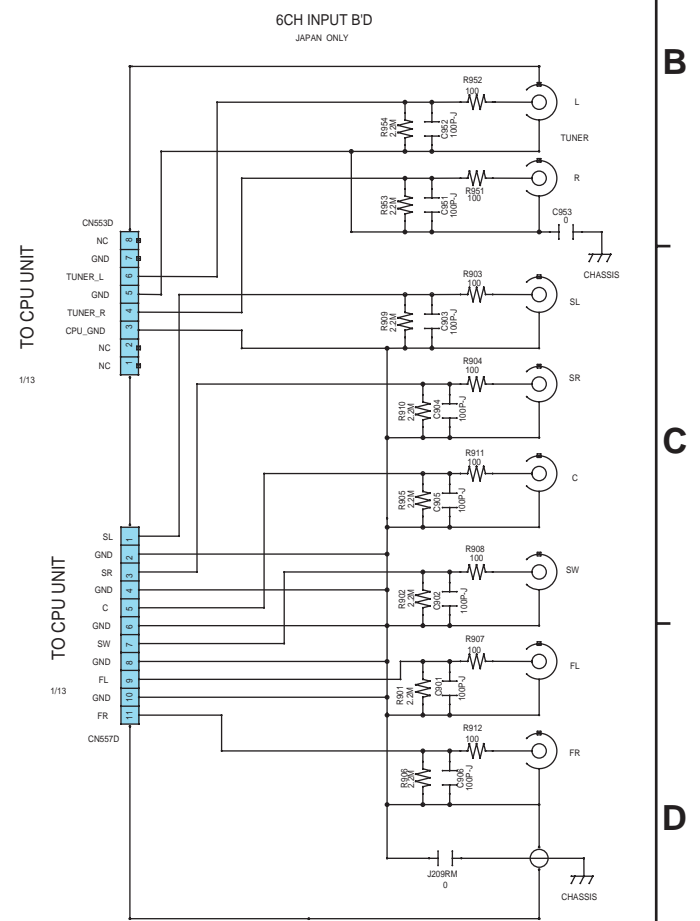 6CH INPUT B'D
JAPAN ONLY
B
R952
100
L
R954
2.2M
C952
100P-J
TUNER
R
R953
2.2M
C951
100P-J
R951
100
C953
0
CHASSIS
CN553D
TO CPU UNIT
1/13
NC 8
GND 7
TUNER_L 6
GND 5
TUNER_R 4
CPU_GND 3
NC 2
NC 1
R903
100
SL
R909
2.2M
C903
100P-J
R904
100
SR
R910
2.2M
C904
100P-J
C
R911
100
C
R905
2.2M
C905
100P-J
TO CPU UNIT
1/13
SL 1
GND 2
SR 3
GND 4
C 5
GND 6
SW 7
GND 8
FL 9
GND 10
FR 11
CN557D
R908
100
SW
R902
2.2M
C902
100P-J
R907
100
FL
R901
2.2M
C901
100P-J
R912
100
FR
R906
2.2M
C906
100P-J
D
J209RM
0
CHASSIS